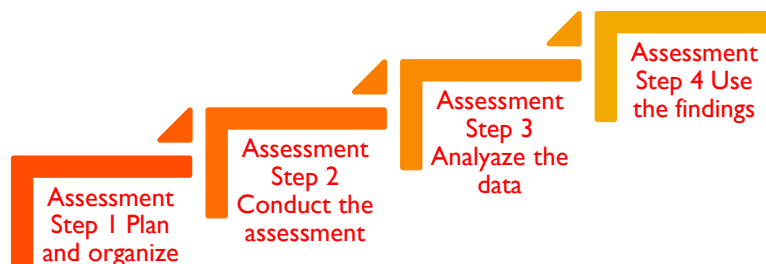 Assessment
Step 1 Plan
and organize
Assessment
Step 2
Conduct the
assessment
Assessment
Step 3
Analyaze the
data
Assessment
Step 4 Use
the findings